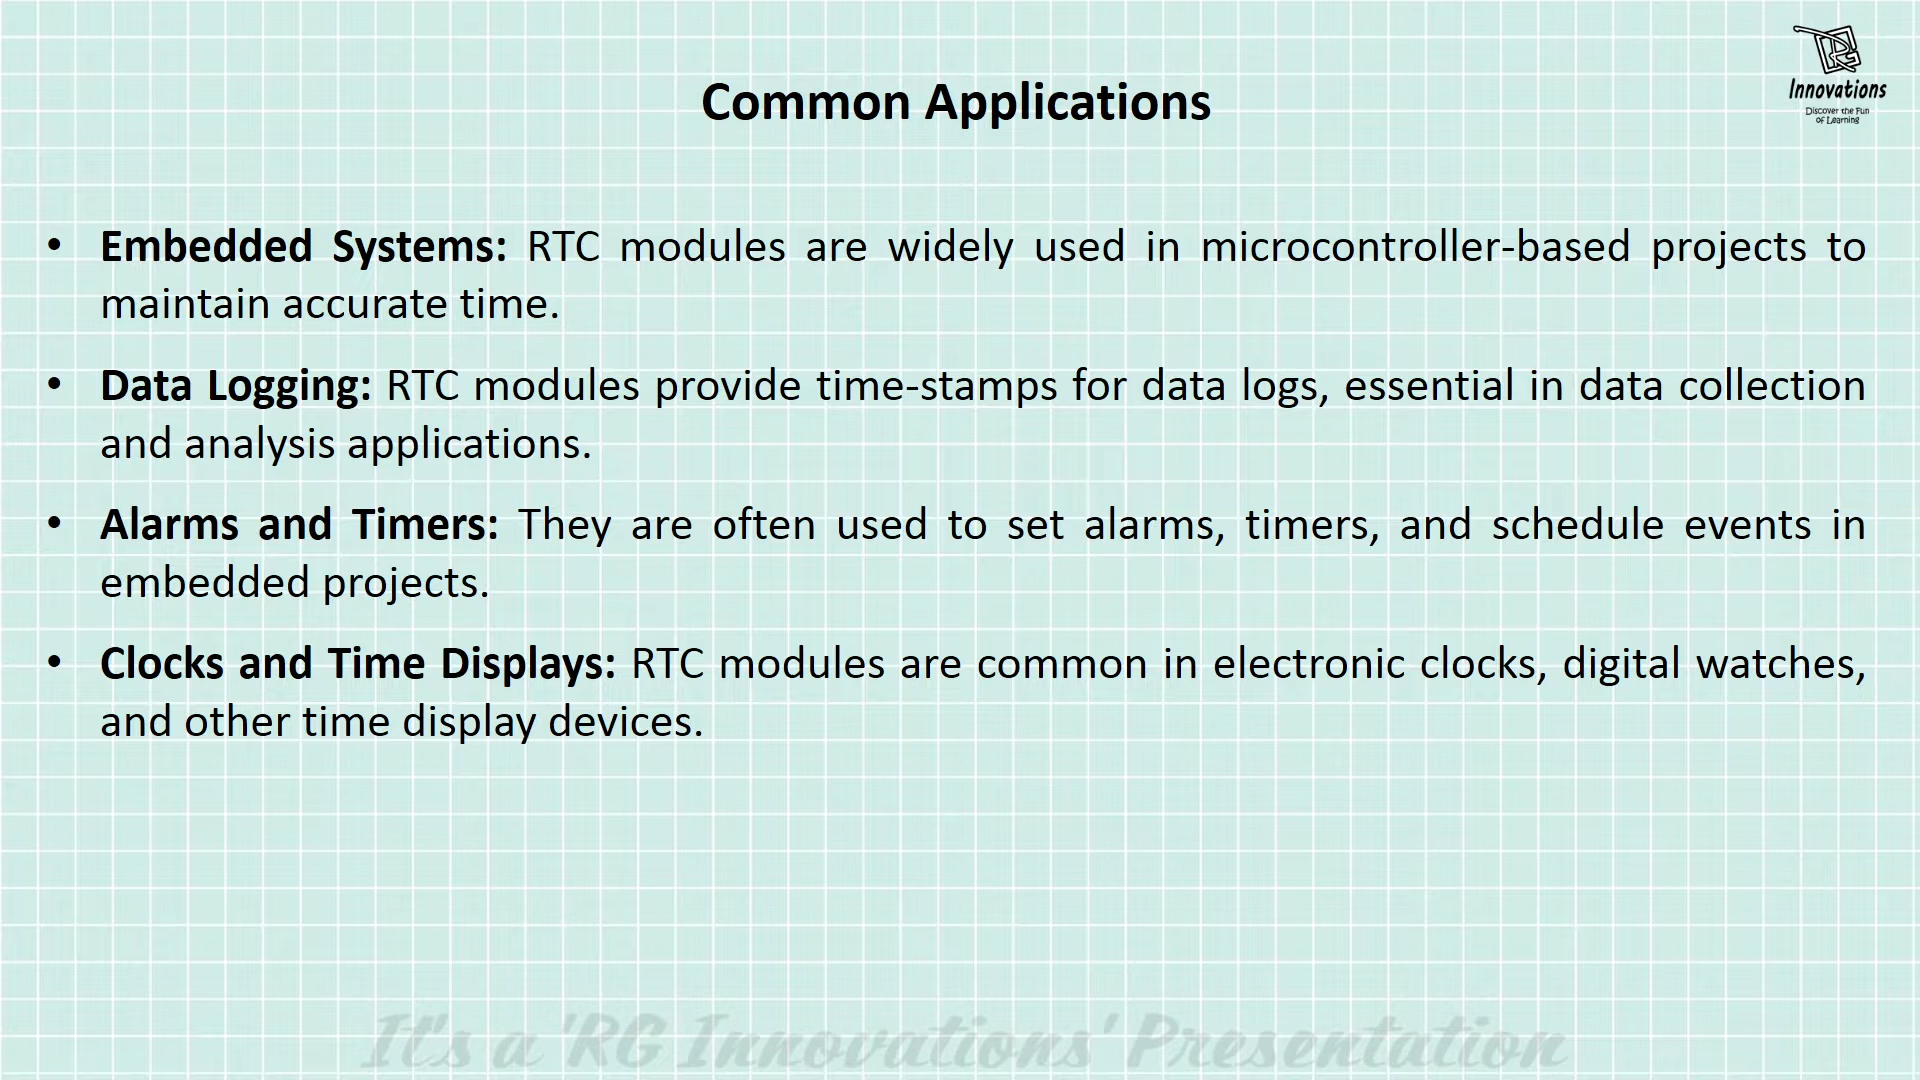 Common Applications
Innovations
Discover the Fun
of Learning
• Embedded Systems: RTC modules are widely used in microcontroller-based projects to
maintain accurate time.
• Data Logging: RTC modules provide time-stamps for data logs, essential in data collection
and analysis applications.
• Alarms and Timers: They are often used to set alarms, timers, and schedule events in
embedded projects.
• Clocks and Time Displays: RTC modules are common in electronic clocks, digital watches,
and other time display devices.
It's a 'RG Innovations' Presentation